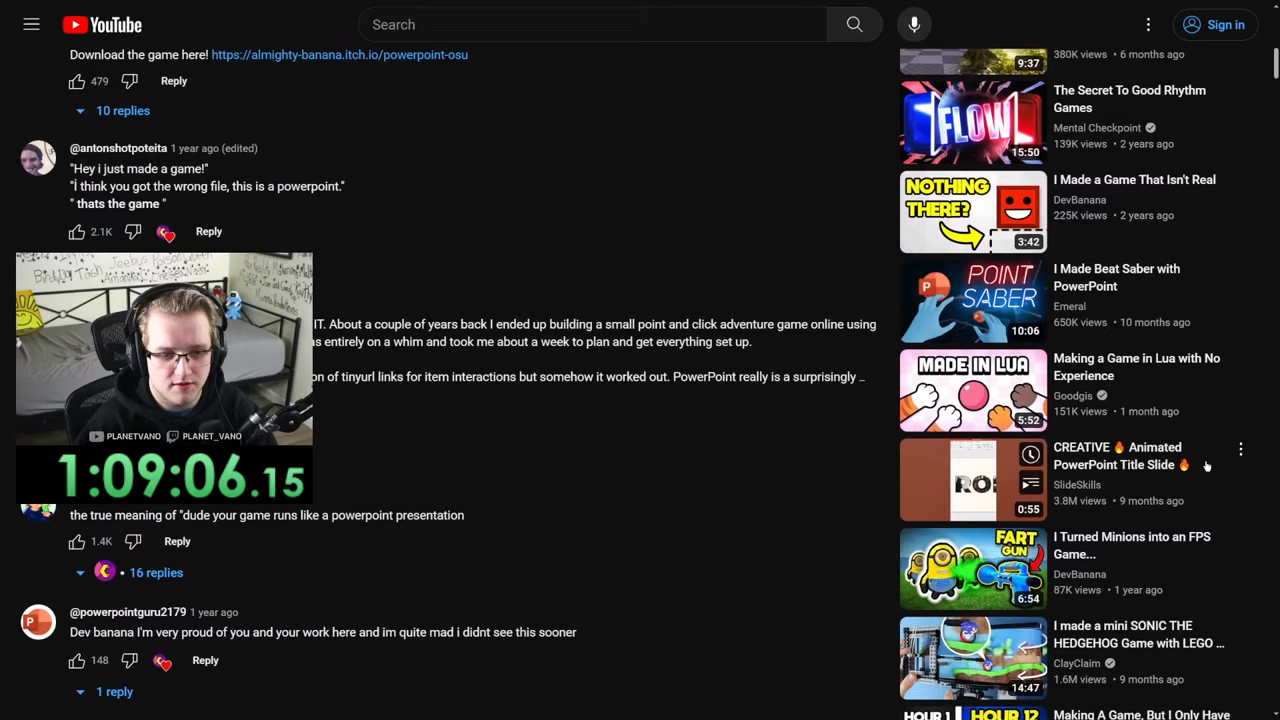 YouTube
Search
Sign in
Download the game here! https://almighty-banana.itch.io/powerpoint-osu
479
Reply
10 replies
@antonshotpoteita 1 year ago (edited)
"Hey i just made a game!"
"İ think you got the wrong file, this is a powerpoint."
" thats the game "
2.1K
Reply
IT. About a couple of years back I ended up building a small point and click adventure game online using
s entirely on a whim and took me about a week to plan and get everything set up.
on of tinyurl links for item interactions but somehow it worked out. PowerPoint really is a surprisingly ...
PLANETVANO PLANET_VANO
1:09:06.15
the true meaning of "dude your game runs like a powerpoint presentation
1.4K
Reply
16 replies
@powerpointguru2179 1 year ago
Dev banana I'm very proud of you and your work here and im quite mad i didnt see this sooner
148
Reply
1 reply
9:37
380K views • 6 months ago
FLOW
15:50
The Secret To Good Rhythm
Games
Mental Checkpoint
139K views • 2 years ago
NOTHING
THERE?
3:42
I Made a Game That Isn't Real
DevBanana
225K views • 2 years ago
POINT
SABER
10:06
I Made Beat Saber with
PowerPoint
Emeral
650K views • 10 months ago
MADE IN LUA
5:52
Making a Game in Lua with No
Experience
Goodgis
151K views • 1 month ago
RO
0:55
CREATIVE 🔥 Animated
PowerPoint Title Slide 🔥
SlideSkills
3.8M views • 9 months ago
FART
GUN
6:54
I Turned Minions into an FPS
Game...
DevBanana
87K views • 1 year ago
14:47
I made a mini SONIC THE
HEDGEHOG Game with LEGO ...
ClayClaim
1.6M views • 9 months ago
HOUR 1
HOUR 12
Making A Game, But I Only Have